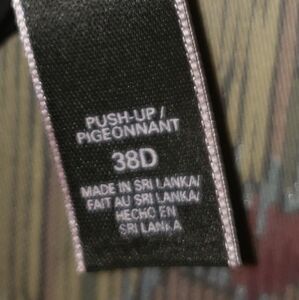 PUSH-UP /
PIGEONNANT
38D
MADE IN SRI LANKA/
FAIT AU SRI LANKA/
HECHO EN
SRI LANKA